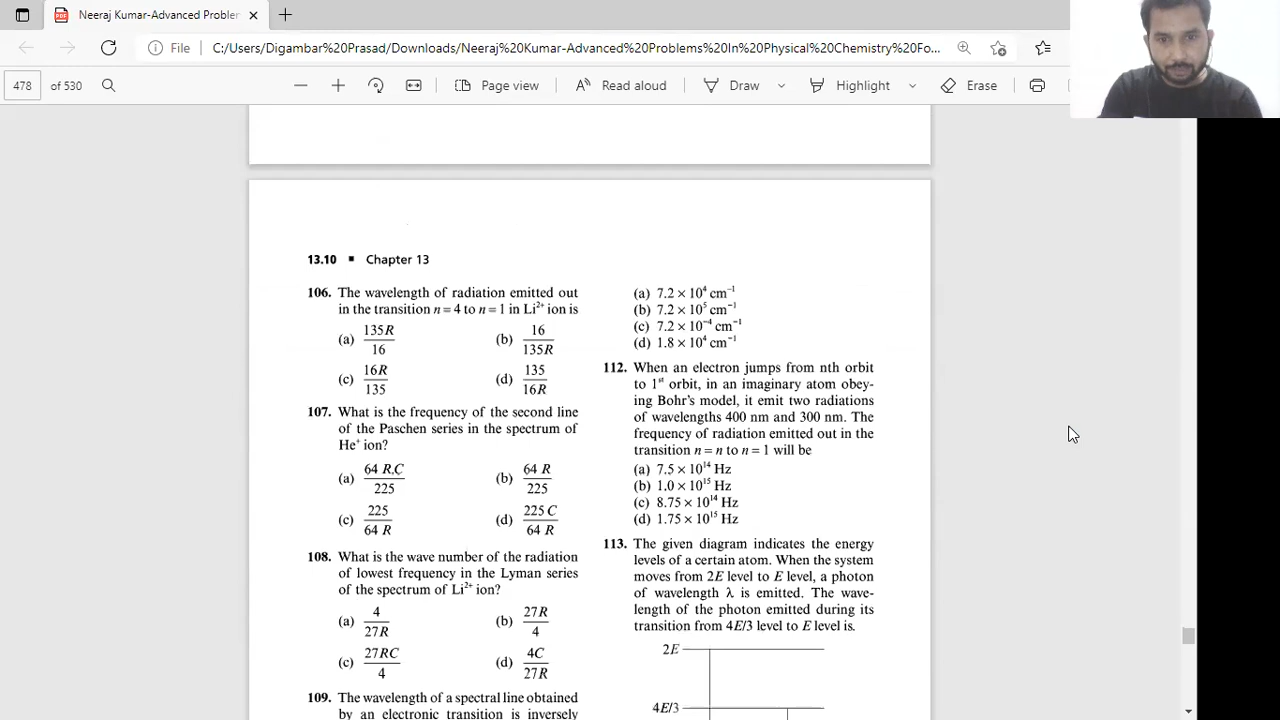 Neeraj Kumar-Advanced Probler
File
C:/Users/Digambar%20Prasad/Downloads/Neeraj%20Kumar-Advanced%20Problems%20In%20Physical%20Chemistry%20Fo...
478 of 530
Page view
Read aloud
Draw
Highlight
Erase
13.10 ■ Chapter 13
106. The wavelength of radiation emitted out
in the transition n = 4 to n = 1 in Li²⁺ ion is
(a) 135R/16 (b) 16/135R
(c) 16R/135 (d) 135/16R
107. What is the frequency of the second line
of the Paschen series in the spectrum of
He⁺ ion?
(a) 64 R.C/225 (b) 64 R/225
(c) 225/64 R (d) 225 C/64 R
108. What is the wave number of the radiation
of lowest frequency in the Lyman series
of the spectrum of Li²⁺ ion?
(a) 4/27R (b) 27R/4
(c) 27RC/4 (d) 4C/27R
109. The wavelength of a spectral line obtained
by an electronic transition is inversely
(a) 7.2 × 10⁴ cm⁻¹
(b) 7.2 × 10⁵ cm⁻¹
(c) 7.2 × 10⁻⁴ cm⁻¹
(d) 1.8 × 10⁴ cm⁻¹
112. When an electron jumps from nth orbit
to 1ˢᵗ orbit, in an imaginary atom obey-
ing Bohr's model, it emit two radiations
of wavelengths 400 nm and 300 nm. The
frequency of radiation emitted out in the
transition n = n to n = 1 will be
(a) 7.5 × 10¹⁴ Hz
(b) 1.0 × 10¹⁵ Hz
(c) 8.75 × 10¹⁴ Hz
(d) 1.75 × 10¹⁵ Hz
113. The given diagram indicates the energy
levels of a certain atom. When the system
moves from 2E level to E level, a photon
of wavelength λ is emitted. The wave-
length of the photon emitted during its
transition from 4E/3 level to E level is.
2E
4E/3